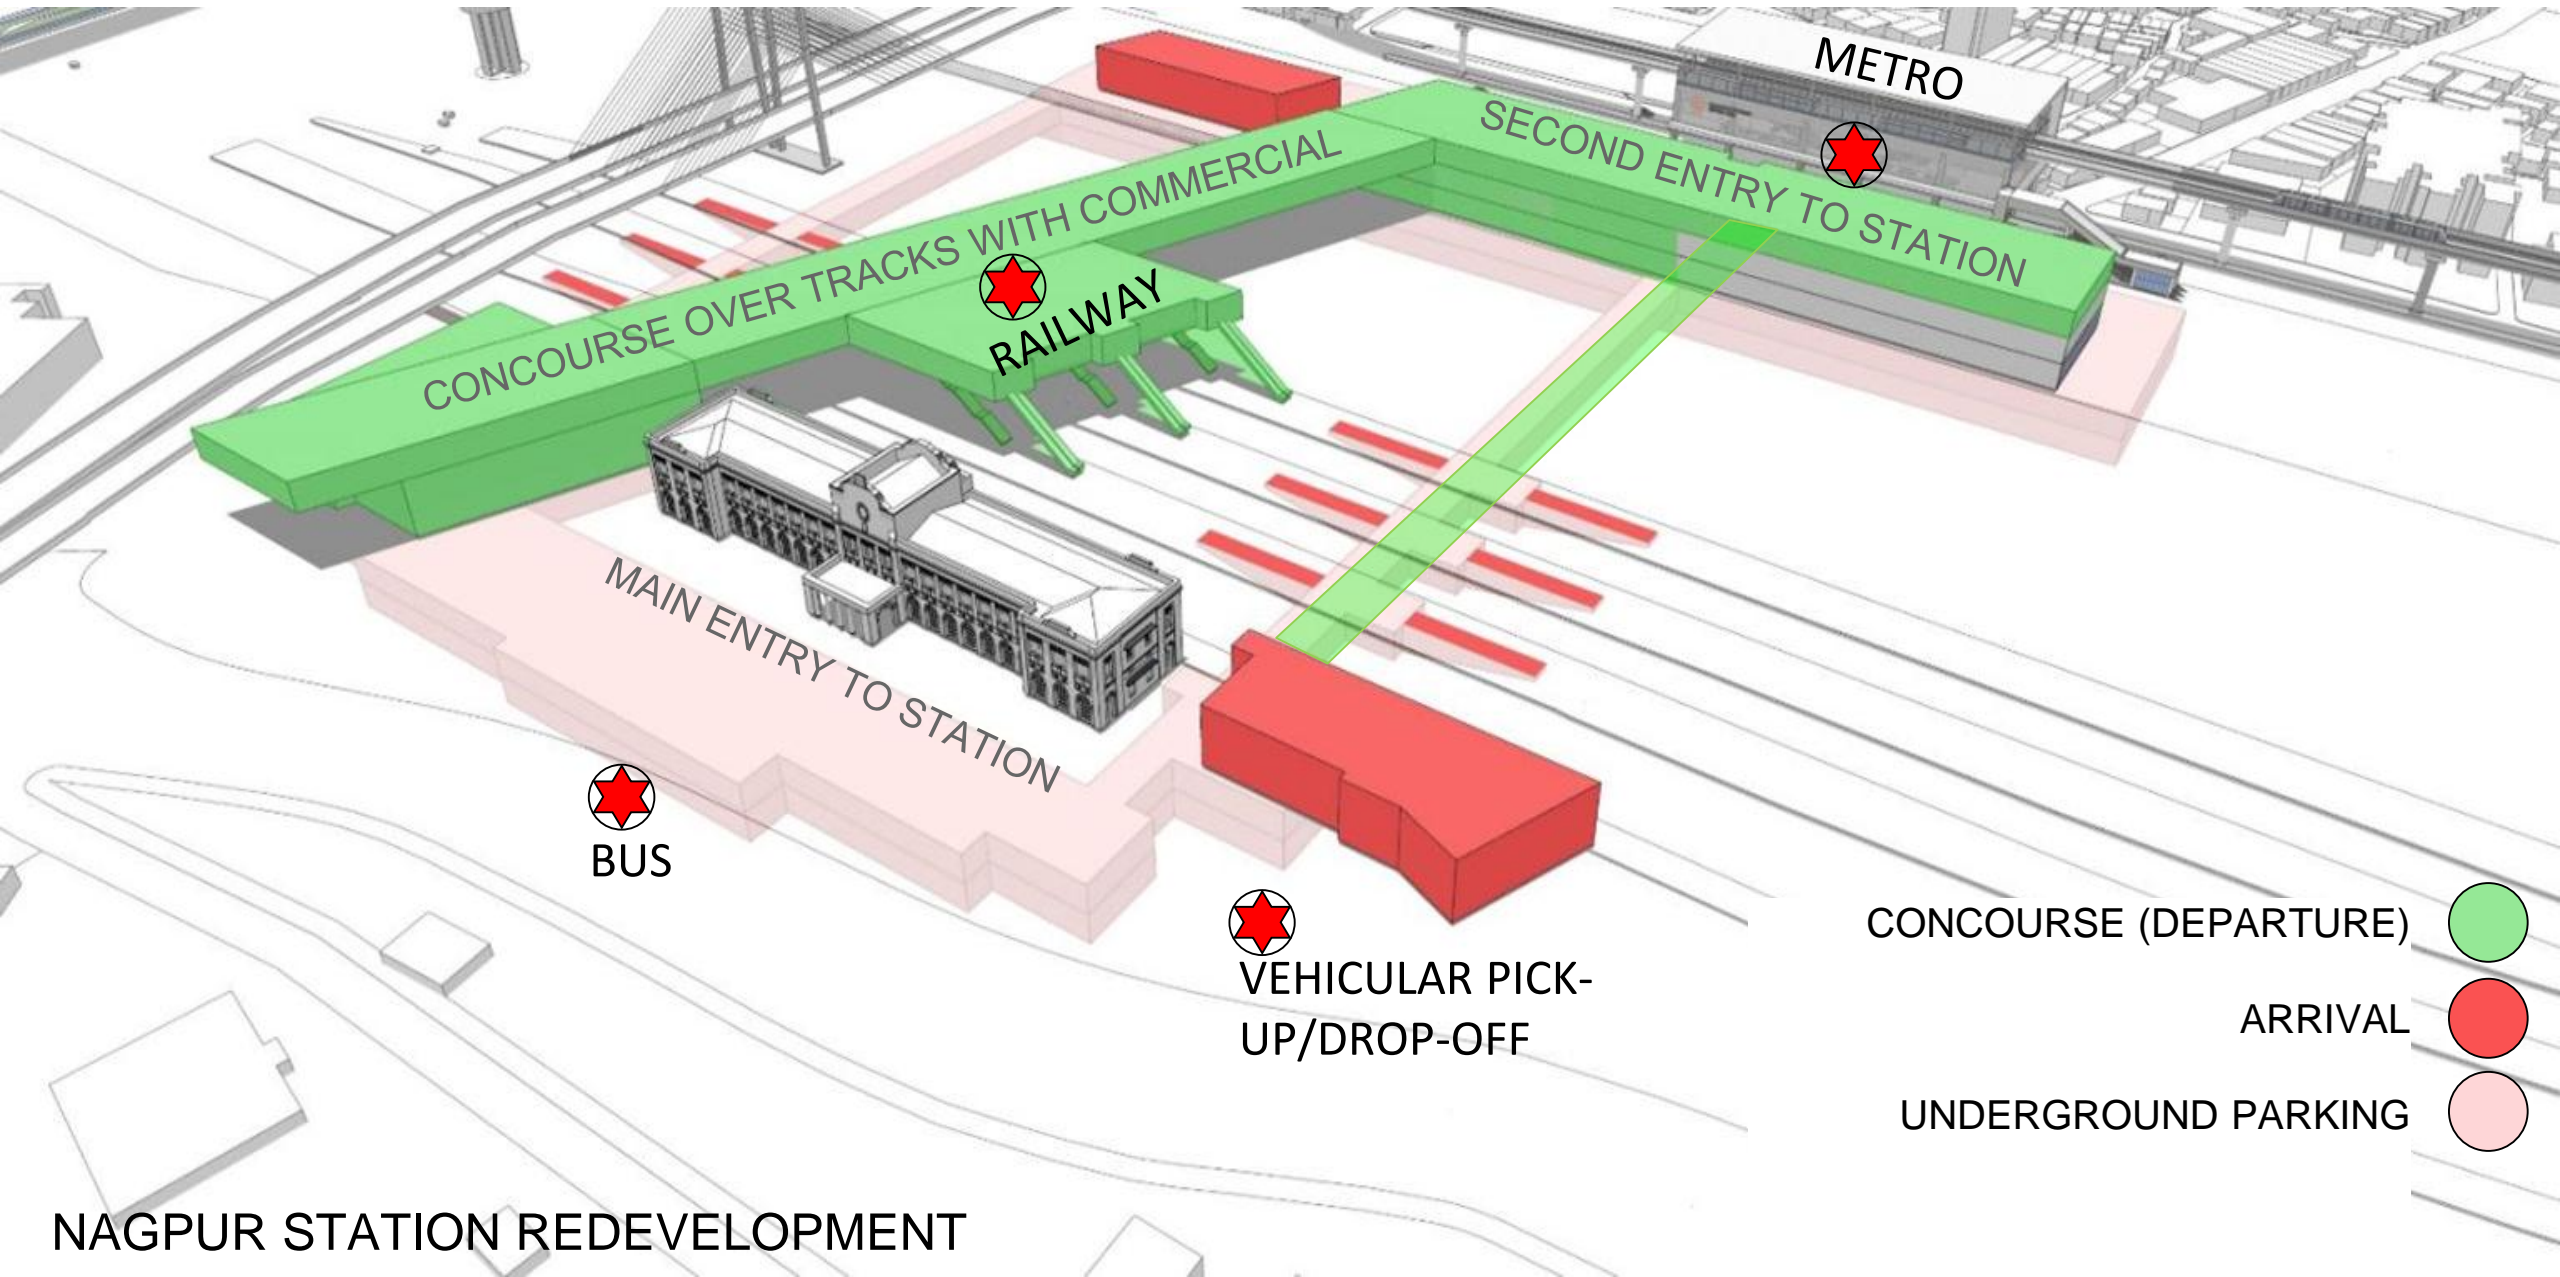 METRO
SECOND ENTRY TO STATION
CONCOURSE OVER TRACKS WITH COMMERCIAL
RAILWAY
MAIN ENTRY TO STATION
BUS
VEHICULAR PICK-
UP/DROP-OFF
CONCOURSE (DEPARTURE)
ARRIVAL
UNDERGROUND PARKING
NAGPUR STATION REDEVELOPMENT